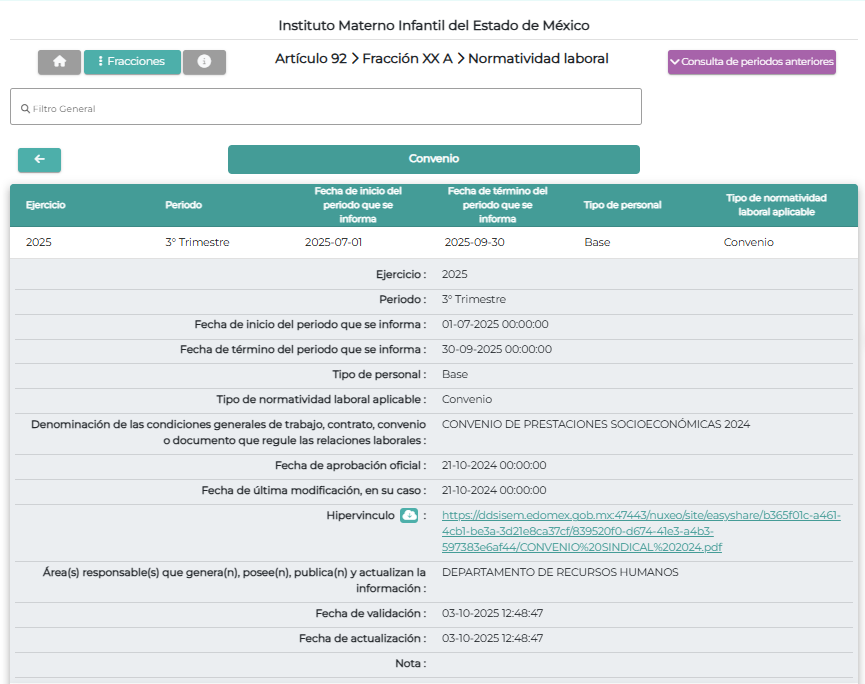 Instituto Materno Infantil del Estado de México
Fracciones
Artículo 92 > Fracción XX A > Normatividad laboral
Consulta de periodos anteriores
Filtro General
Convenio
Ejercicio
Periodo
Fecha de inicio del
periodo que se
informa
Fecha de término del
periodo que se
informa
Tipo de personal
Tipo de normatividad
laboral aplicable
2025
3° Trimestre
2025-07-01
2025-09-30
Base
Convenio
Ejercicio : 2025
Periodo : 3° Trimestre
Fecha de inicio del periodo que se informa : 01-07-2025 00:00:00
Fecha de término del periodo que se informa : 30-09-2025 00:00:00
Tipo de personal : Base
Tipo de normatividad laboral aplicable : Convenio
Denominación de las condiciones generales de trabajo, contrato, convenio
o documento que regule las relaciones laborales :
CONVENIO DE PRESTACIONES SOCIOECONÓMICAS 2024
Fecha de aprobación oficial : 21-10-2024 00:00:00
Fecha de última modificación, en su caso : 21-10-2024 00:00:00
Hipervinculo :
https://ddsisem.edomex.gob.mx:47443/nuxeo/site/easyshare/b365f01c-a461-
4cb1-be3a-3d21e8ca37cf/839520f0-d674-41e3-a4b3-
597383e6af44/CONVENIO%20SINDICAL%202024.pdf
Área(s) responsable(s) que genera(n), posee(n), publica(n) y actualizan la
información :
DEPARTAMENTO DE RECURSOS HUMANOS
Fecha de validación : 03-10-2025 12:48:47
Fecha de actualización : 03-10-2025 12:48:47
Nota :